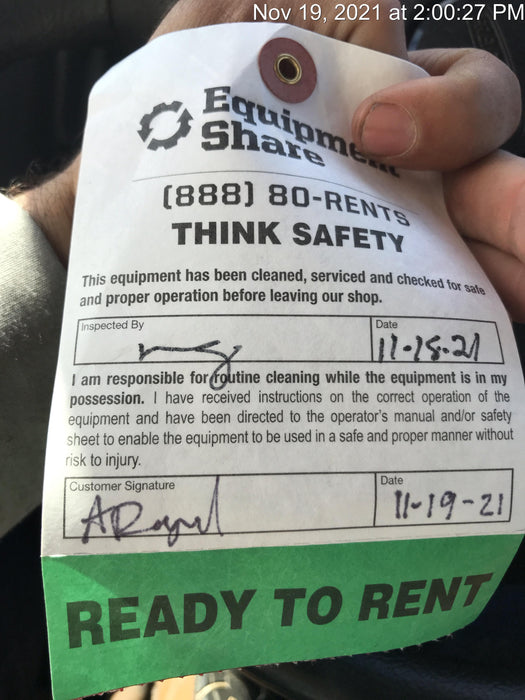 Nov 19, 2021 at 2:00:27 PM
Equipment
Share
(888) 80-RENTS
THINK SAFETY
This equipment has been cleaned, serviced and checked for safe
and proper operation before leaving our shop.
Inspected By
Date
11-15-21
I am responsible for routine cleaning while the equipment is in my
possession. I have received instructions on the correct operation of the
equipment and have been directed to the operator's manual and/or safety
sheet to enable the equipment to be used in a safe and proper manner without
risk to injury.
Customer Signature
Date
11-19-21
READY TO RENT